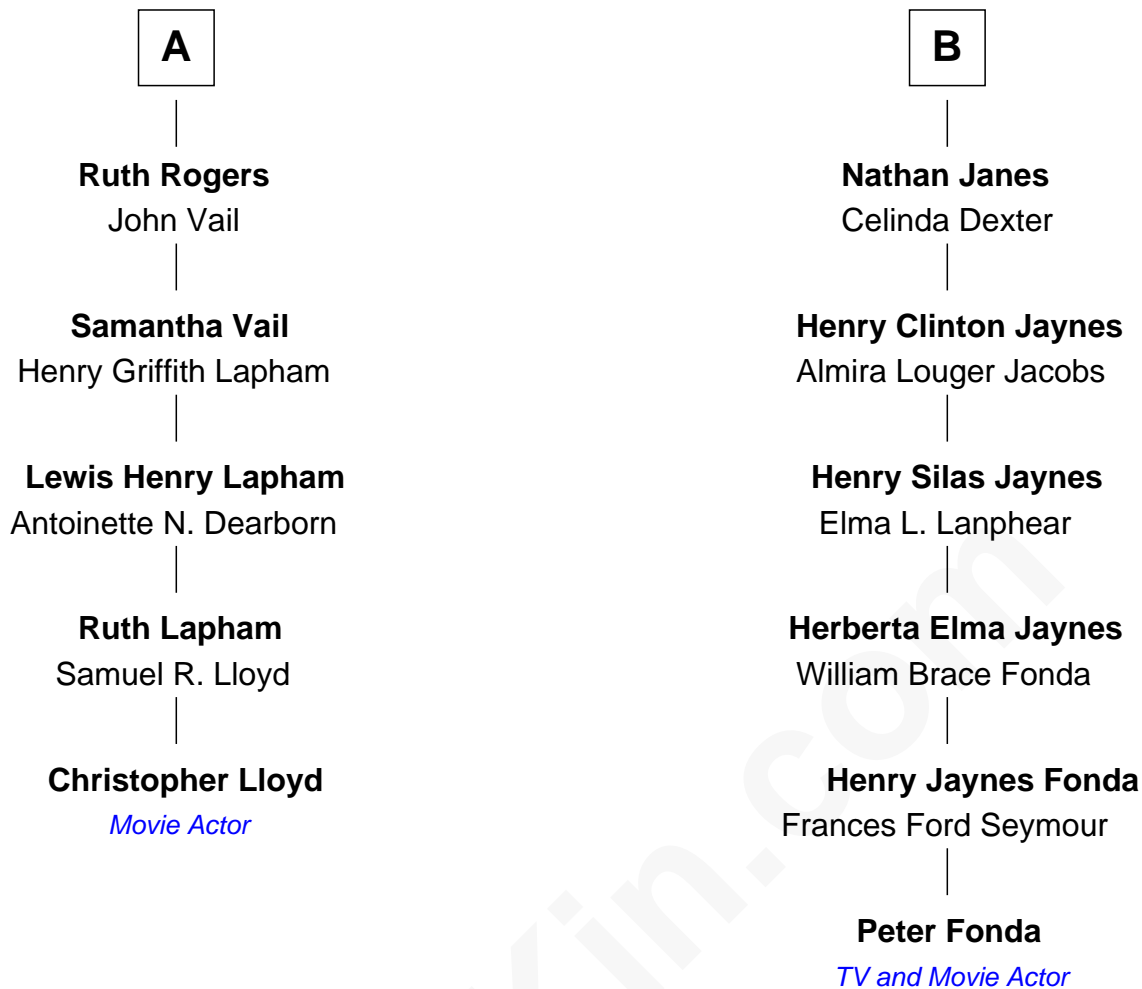 A
Ruth Rogers
John Vail
Samantha Vail
Henry Griffith Lapham
Lewis Henry Lapham
Antoinette N. Dearborn
Ruth Lapham
Samuel R. Lloyd
Christopher Lloyd
Movie Actor
B
Nathan Janes
Celinda Dexter
Henry Clinton Jaynes
Almira Louger Jacobs
Henry Silas Jaynes
Elma L. Lanphear
Herberta Elma Jaynes
William Brace Fonda
Henry Jaynes Fonda
Frances Ford Seymour
Peter Fonda
TV and Movie Actor